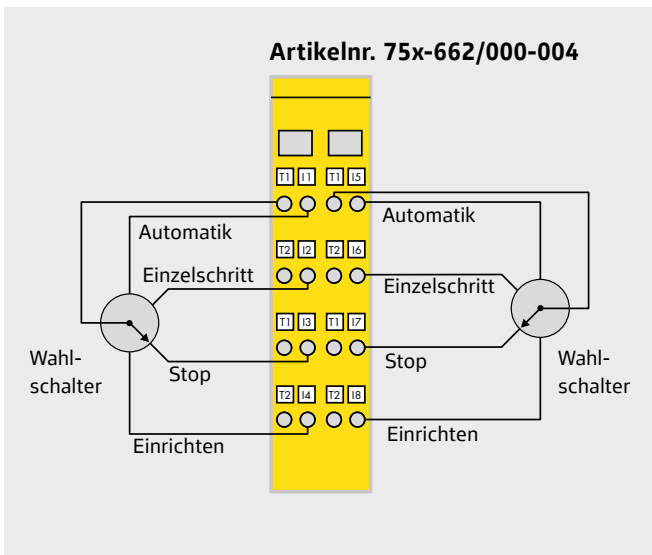 Artikelnr. 75x-662/000-004
T1 I1 T1 I5
Automatik
Automatik
T2 I2 T2 I6
Einzelschritt
Einzelschritt
T1 I3 T1 I7
Wahl-
schalter
Stop
Stop
Wahl-
schalter
T2 I4 T2 I8
Einrichten
Einrichten